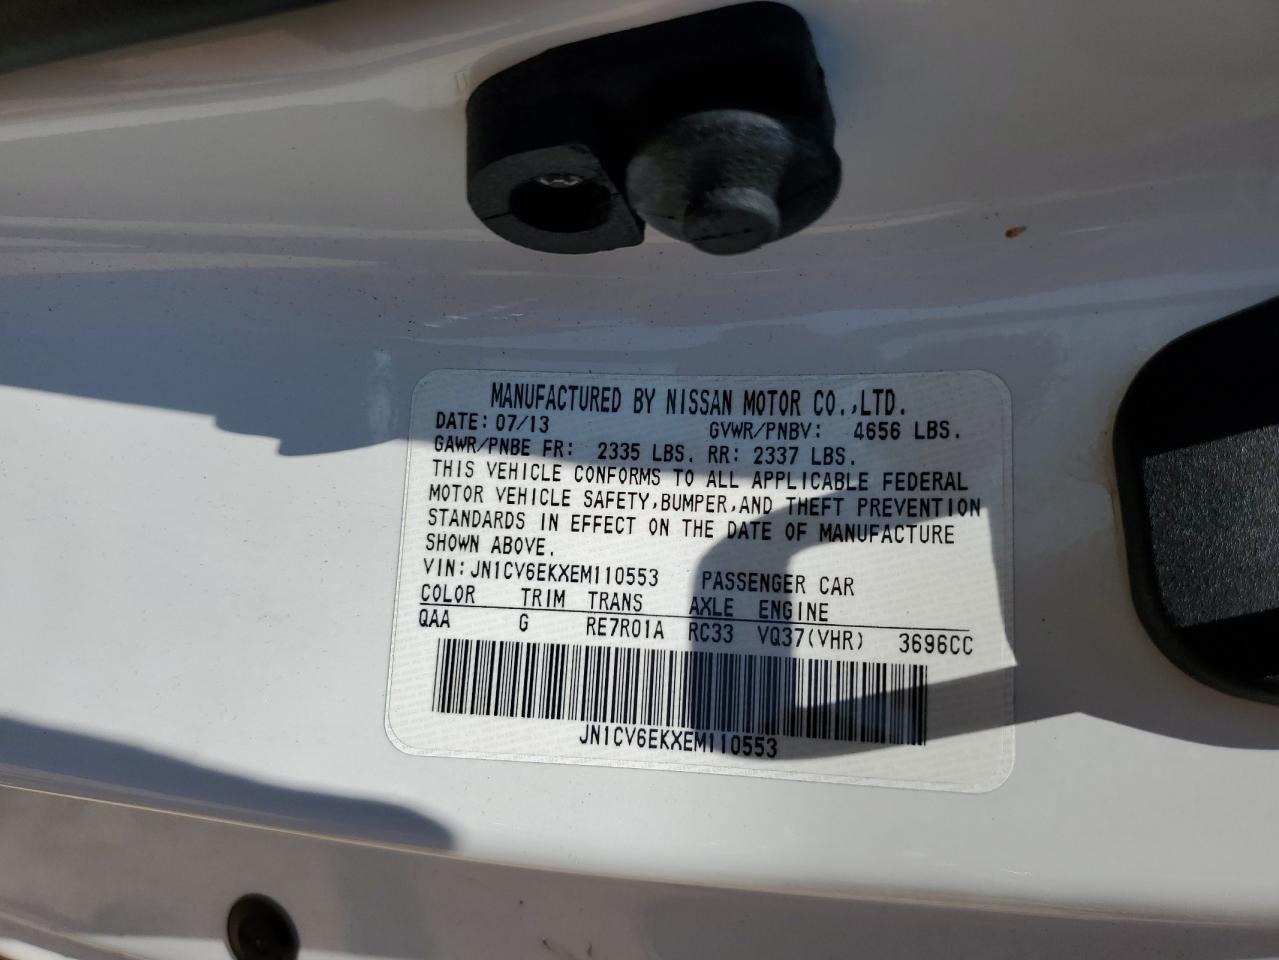 MANUFACTURED BY NISSAN MOTOR CO.,LTD.
DATE: 07/13 GVWR/PNBV: 4656 LBS.
GAWR/PNBE FR: 2335 LBS. RR: 2337 LBS.
THIS VEHICLE CONFORMS TO ALL APPLICABLE FEDERAL
MOTOR VEHICLE SAFETY,BUMPER,AND THEFT PREVENTION
STANDARDS IN EFFECT ON THE DATE OF MANUFACTURE
SHOWN ABOVE.
VIN: JN1CV6EKXEM110553 PASSENGER CAR
COLOR TRIM TRANS AXLE ENGINE
QAA G RE7R01A RC33 VQ37(VHR) 3696CC
JN1CV6EKXEM110553